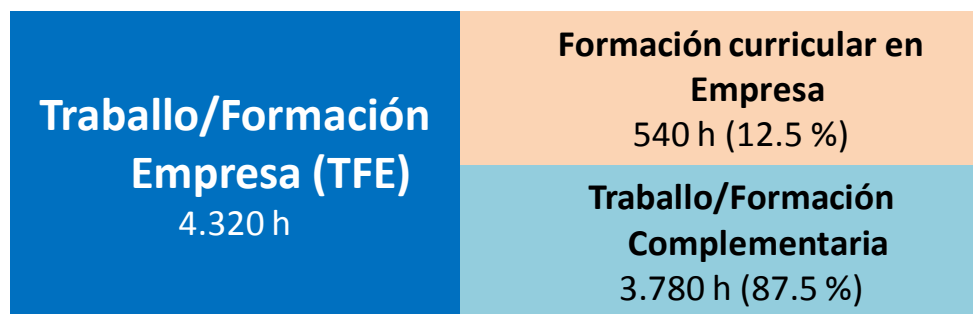 Traballo/Formación
Empresa (TFE)
4.320 h
Formación curricular en
Empresa
540 h (12.5 %)
Traballo/Formación
Complementaria
3.780 h (87.5 %)